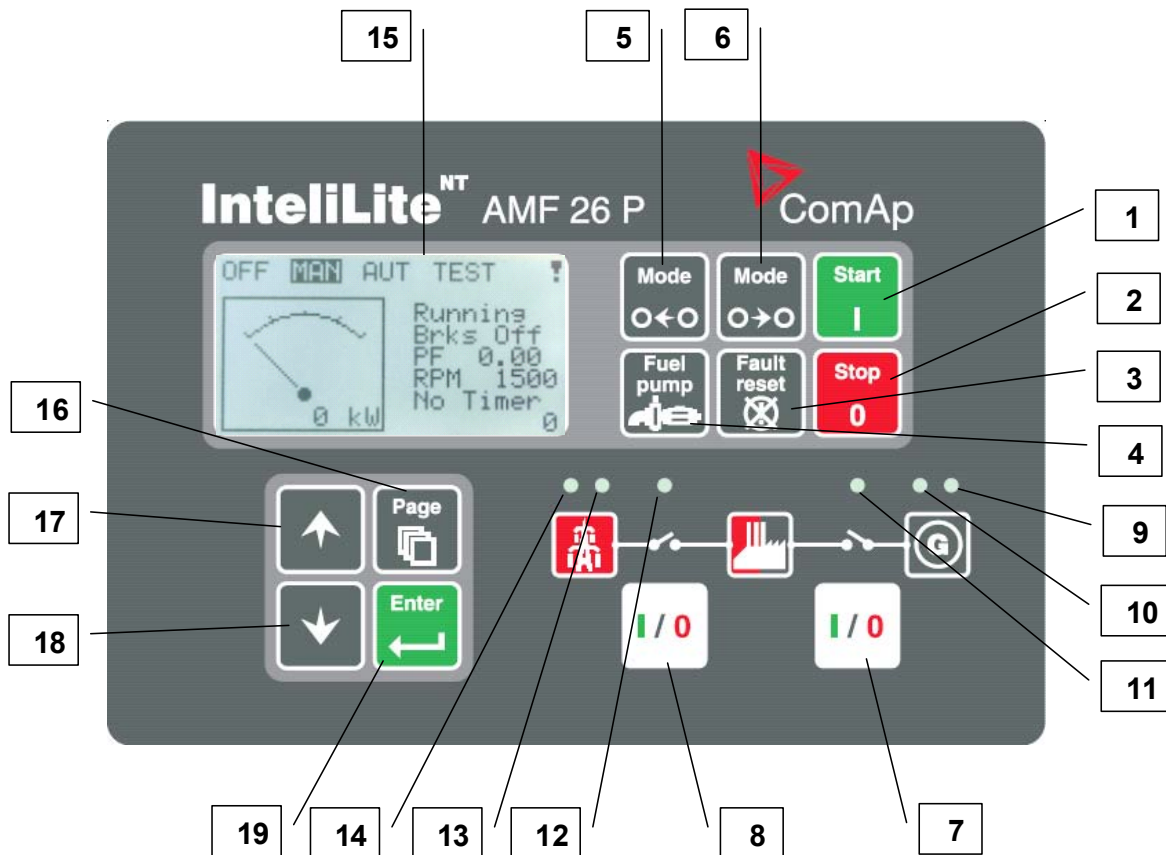 15
5
6
InteliLite NT AMF 26 P
ComAp
OFF MAN AUT TEST !
Running
Brks Off
PF 0.00
RPM 1500
No Timer
0 kW
0
Mode
Mode
Start
I
Fuel pump
Fault reset
Stop
0
1
2
3
4
16
17
18
Page
Enter
G
I / 0
I / 0
9
10
11
19
14
13
12
8
7